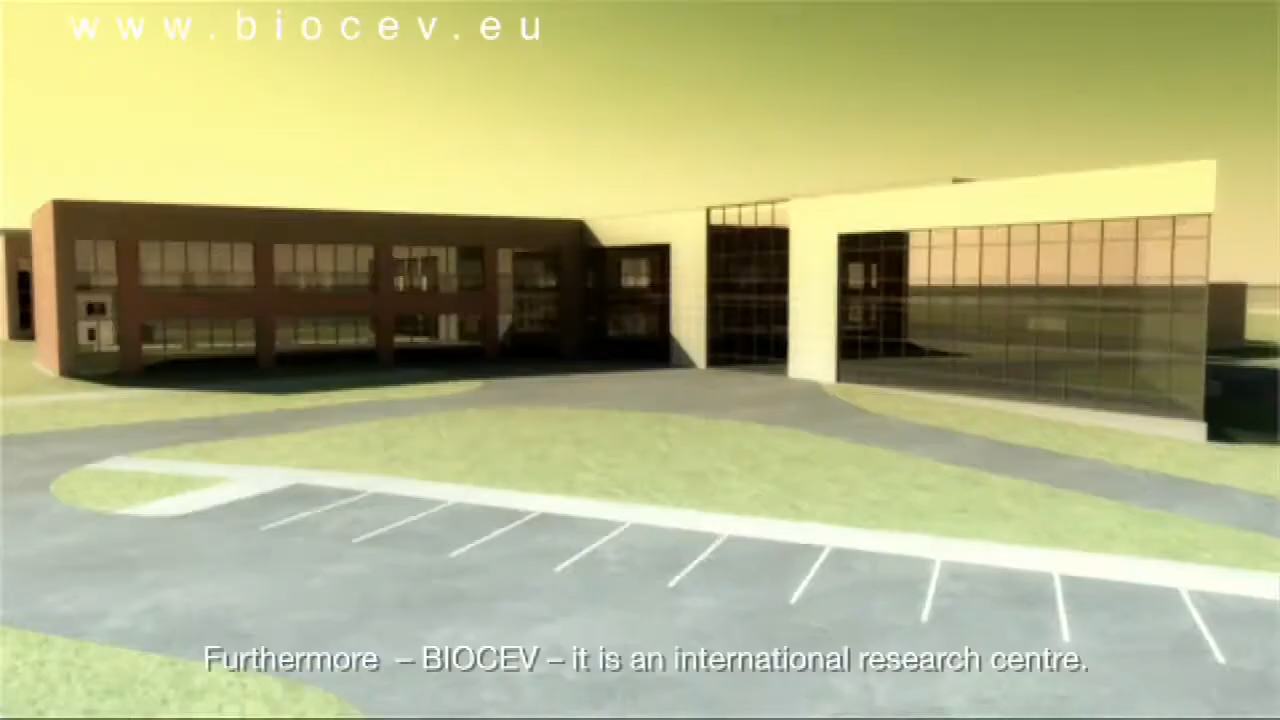 www.biocev.eu
Furthermore – BIOCEV – it is an international research centre.